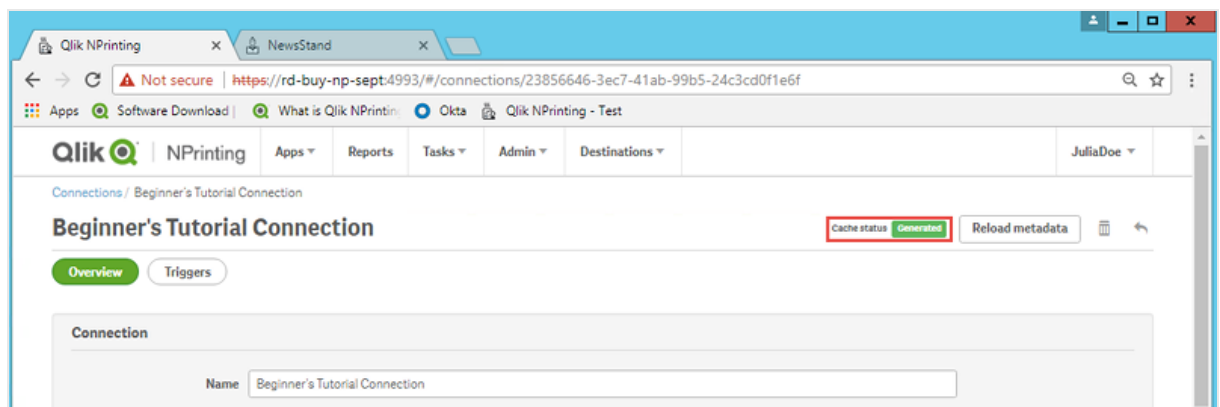 Qlik NPrinting NewsStand
Not secure | https://rd-buy-np-sept:4993/#/connections/23856646-3ec7-41ab-99b5-24c3cd0f1e6f
Apps Software Download | What is Qlik NPrintin Okta Qlik NPrinting - Test
Qlik NPrinting Apps Reports Tasks Admin Destinations JuliaDoe
Connections / Beginner's Tutorial Connection
Beginner's Tutorial Connection Cache status Generated Reload metadata
Overview Triggers
Connection
Name Beginner's Tutorial Connection